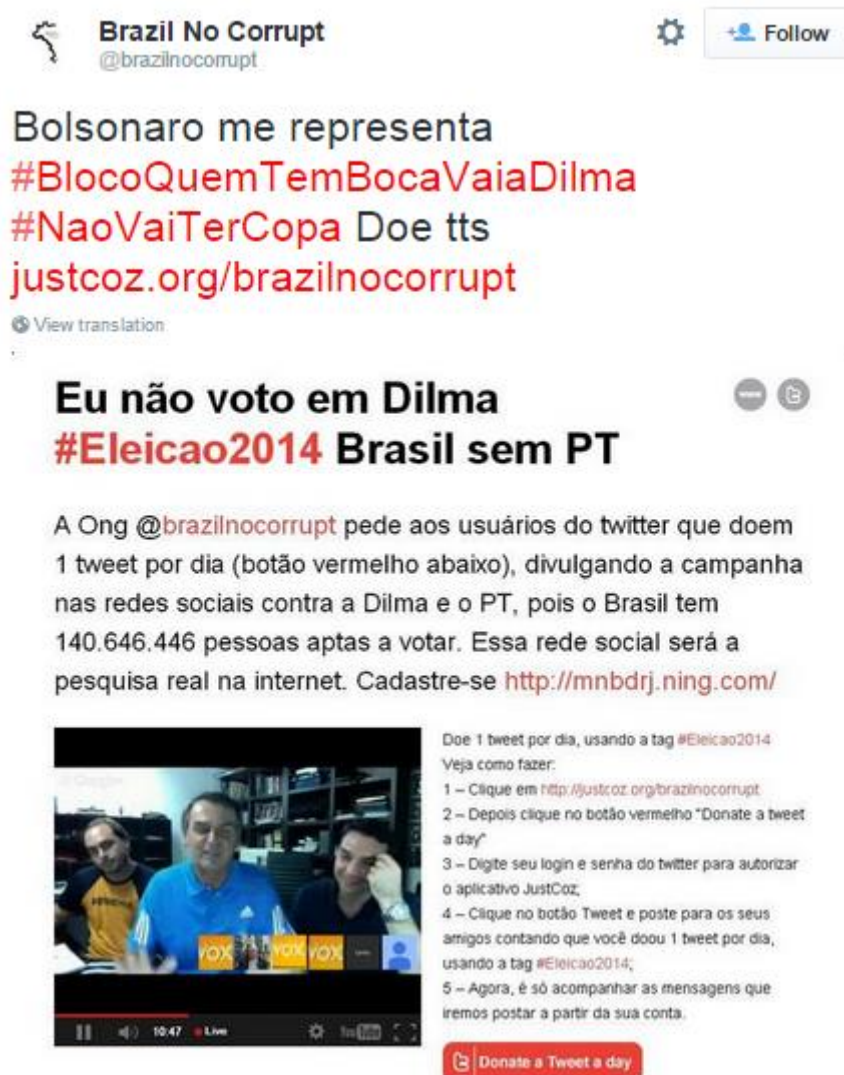 Brazil No Corrupt
@brazilnocorrupt
Follow
Bolsonaro me representa
#BlocoQuemTemBocaVaiaDilma
#NaoVaiTerCopa Doe tts
justcoz.org/brazilnocorrupt
View translation
Eu não voto em Dilma
#Eleicao2014 Brasil sem PT
A Ong @brazilnocorrupt pede aos usuários do twitter que doem
1 tweet por dia (botão vermelho abaixo), divulgando a campanha
nas redes sociais contra a Dilma e o PT, pois o Brasil tem
140.646.446 pessoas aptas a votar. Essa rede social será a
pesquisa real na internet. Cadastre-se http://mnbdrj.ning.com/
VOX VOX VOX
10:47 Live
YouTube
Doe 1 tweet por dia, usando a tag #Eleicao2014
Veja como fazer:
1 – Clique em http://justcoz.org/brazilnocorrupt
2 – Depois clique no botão vermelho "Donate a tweet
a day"
3 – Digite seu login e senha do twitter para autorizar
o aplicativo JustCoz;
4 – Clique no botão Tweet e poste para os seus
amigos contando que você doou 1 tweet por dia,
usando a tag #Eleicao2014;
5 – Agora, é só acompanhar as mensagens que
iremos postar a partir da sua conta.
Donate a Tweet a day